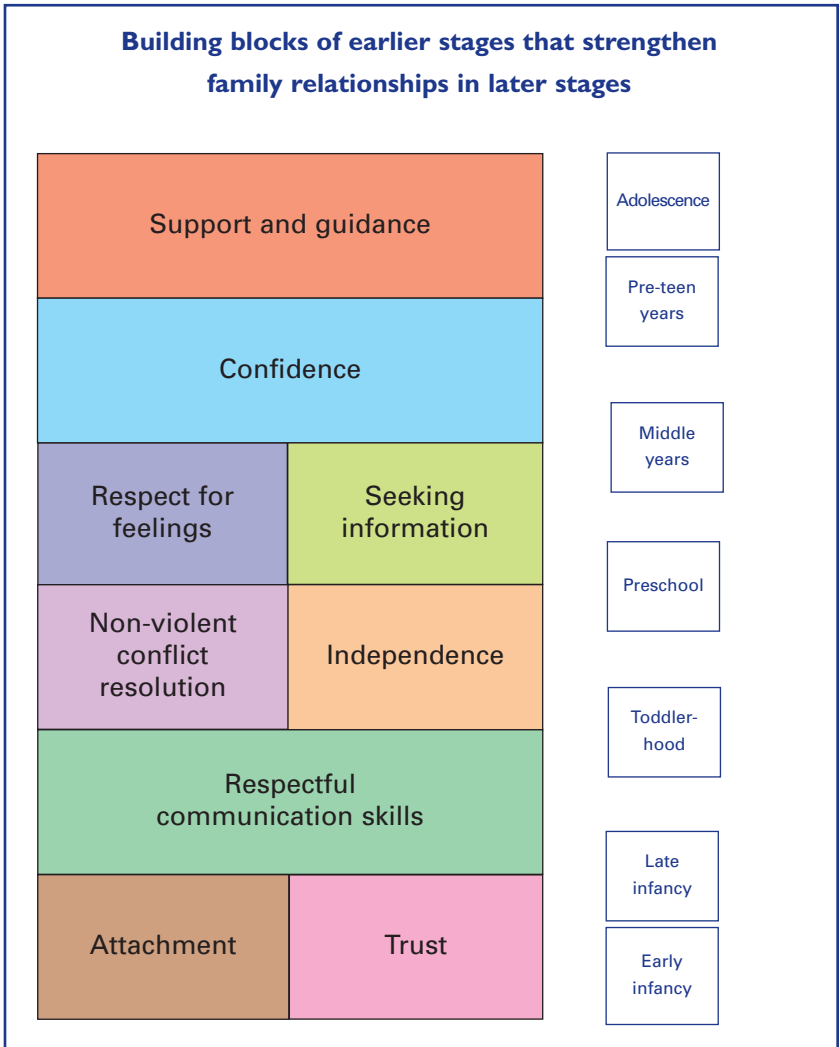 Building blocks of earlier stages that strengthen
family relationships in later stages
Support and guidance
Adolescence
Pre-teen
years
Confidence
Respect for
feelings
Seeking
information
Middle
years
Preschool
Non-violent
conflict
resolution
Independence
Toddler-
hood
Respectful
communication skills
Late
infancy
Attachment
Trust
Early
infancy